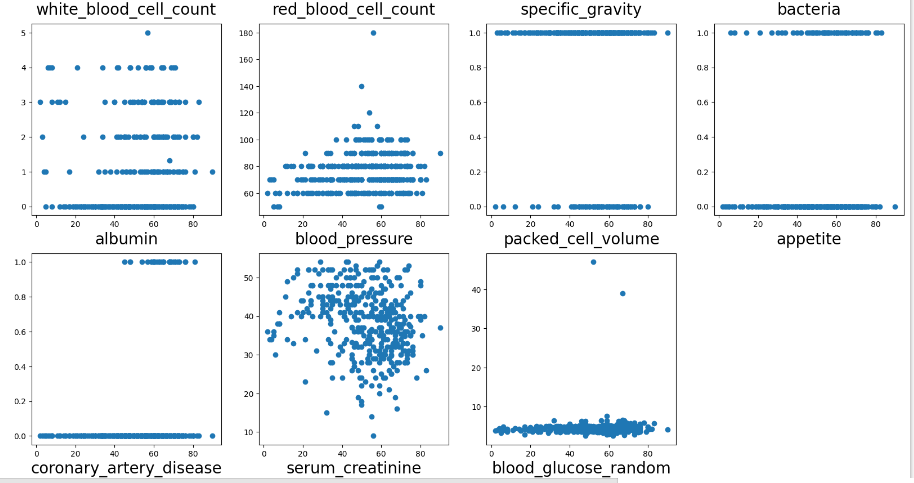 white_blood_cell_count
red_blood_cell_count
specific_gravity
bacteria
5
4
3
2
1
0
0 20 40 60 80
180
160
140
120
100
80
60
0 20 40 60 80
1.0
0.8
0.6
0.4
0.2
0.0
0 20 40 60 80
1.0
0.8
0.6
0.4
0.2
0.0
0 20 40 60 80
albumin
blood_pressure
packed_cell_volume
appetite
1.0
0.8
0.6
0.4
0.2
0.0
0 20 40 60 80
50
40
30
20
10
0 20 40 60 80
40
30
20
10
0 20 40 60 80
coronary_artery_disease
serum_creatinine
blood_glucose_random